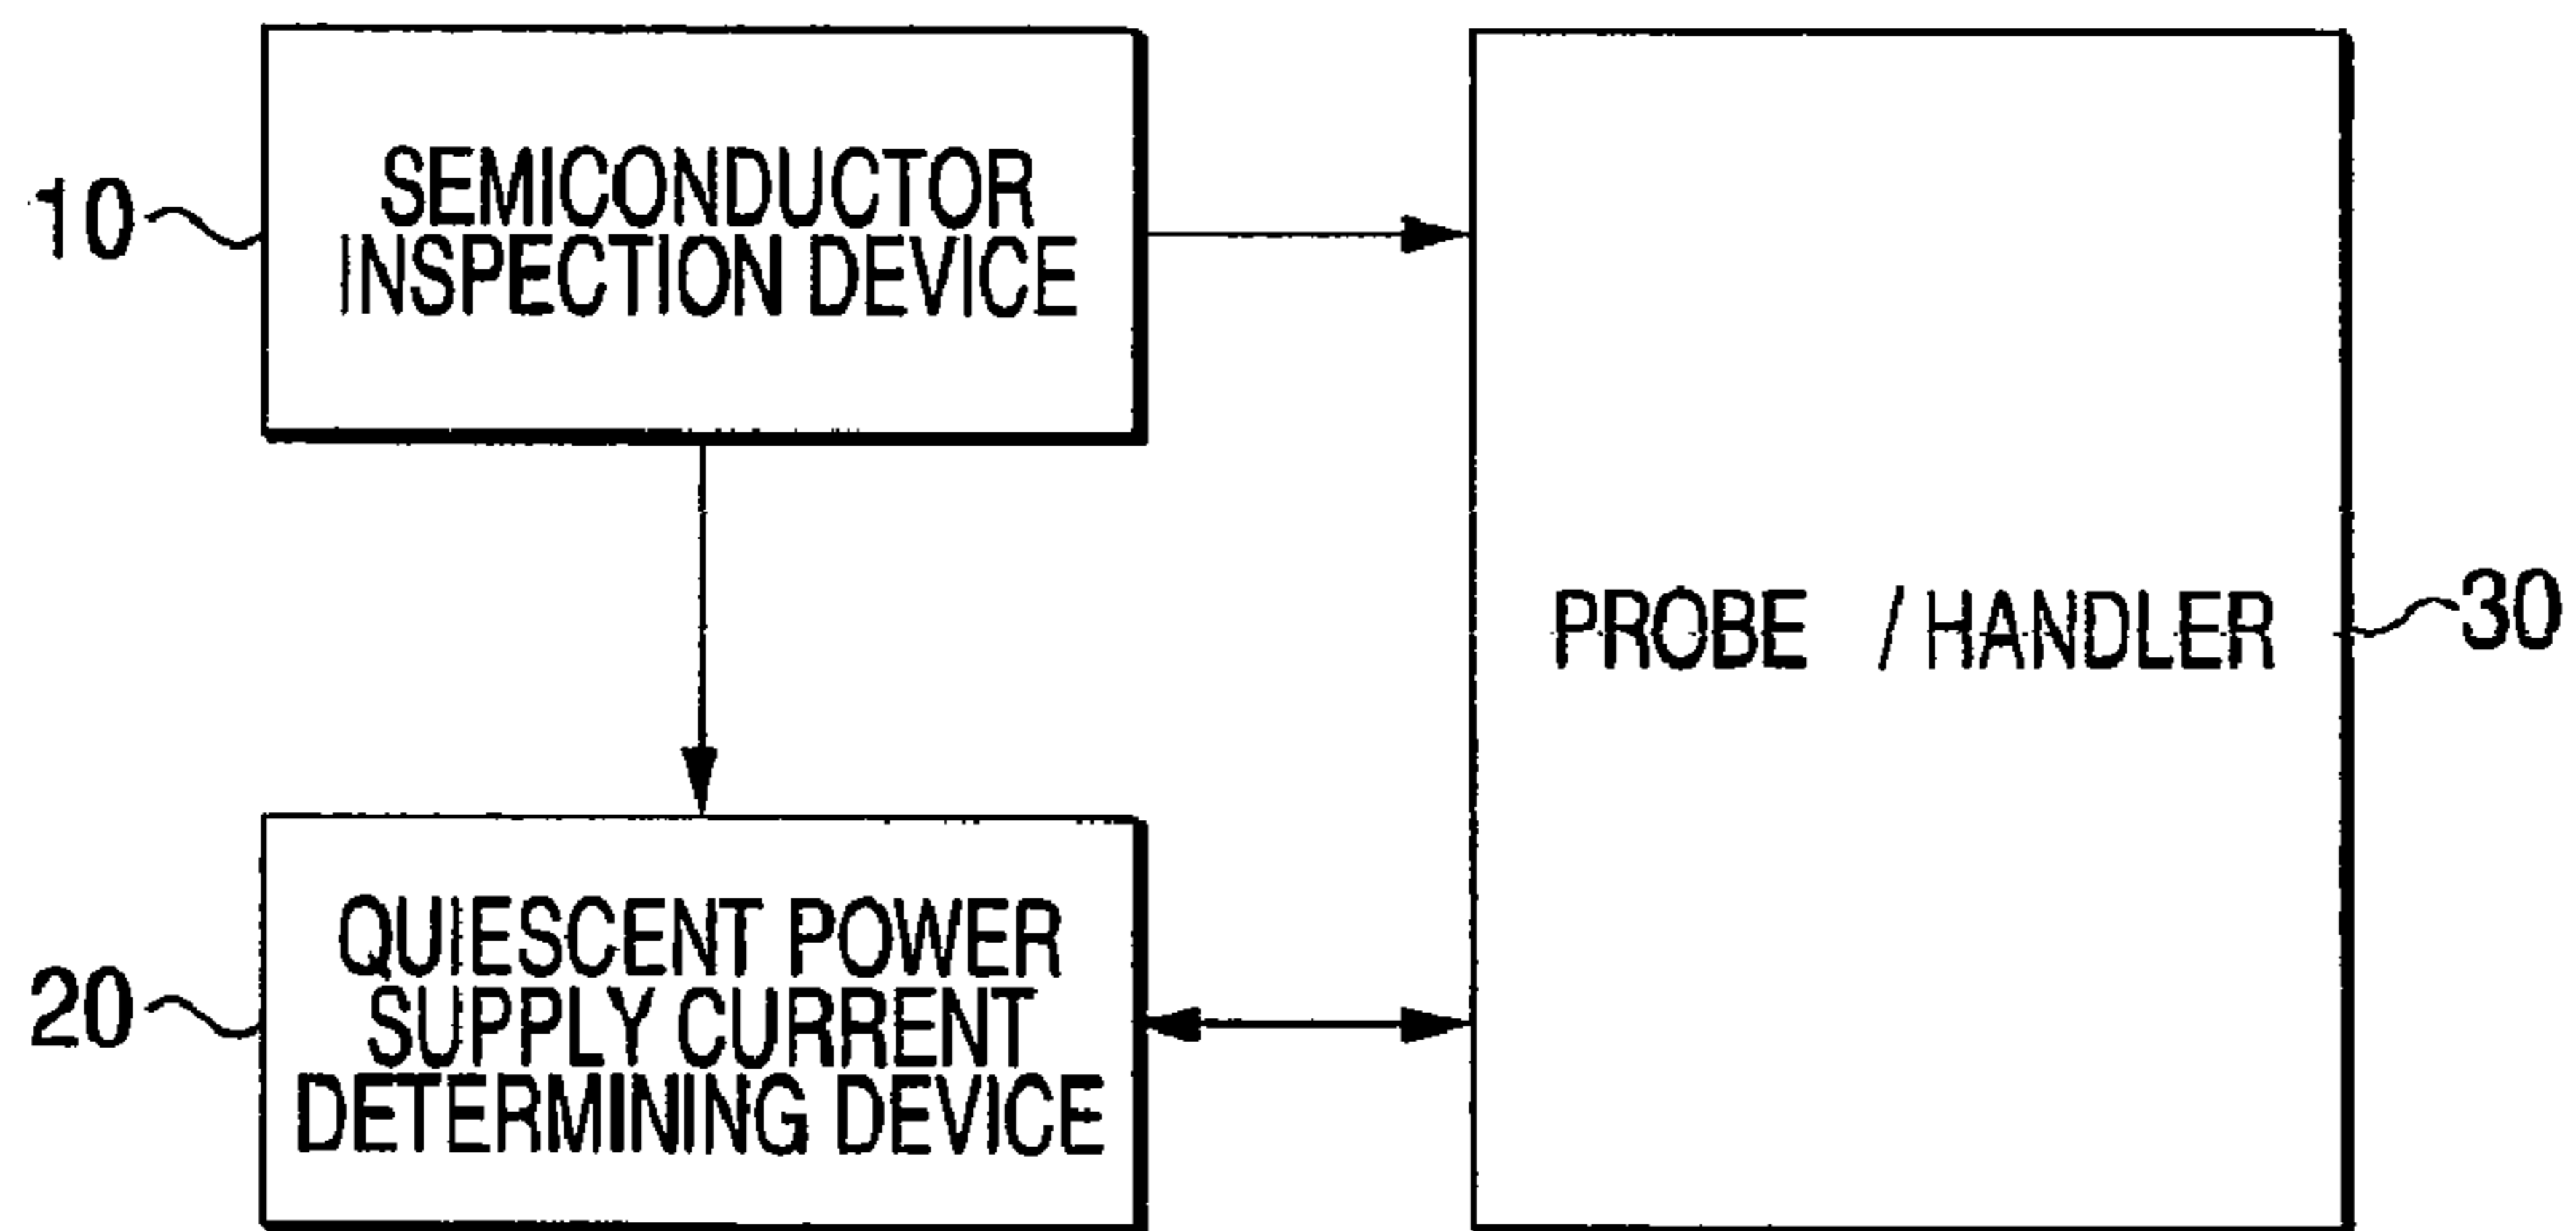 10
SEMICONDUCTOR
INSPECTION DEVICE
PROBE / HANDLER
30
20
QUIESCENT POWER
SUPPLY CURRENT
DETERMINING DEVICE